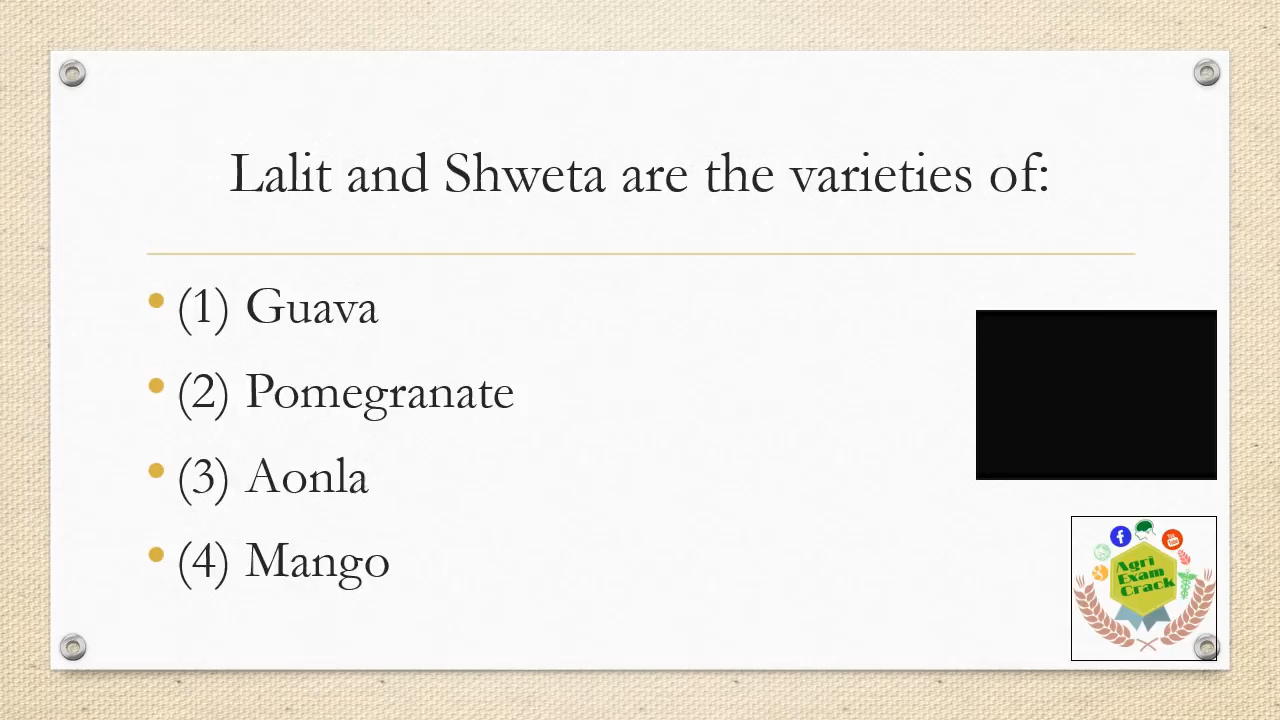 Lalit and Shweta are the varieties of:
• (1) Guava
• (2) Pomegranate
• (3) Aonla
• (4) Mango
Agri
Exam
Crack